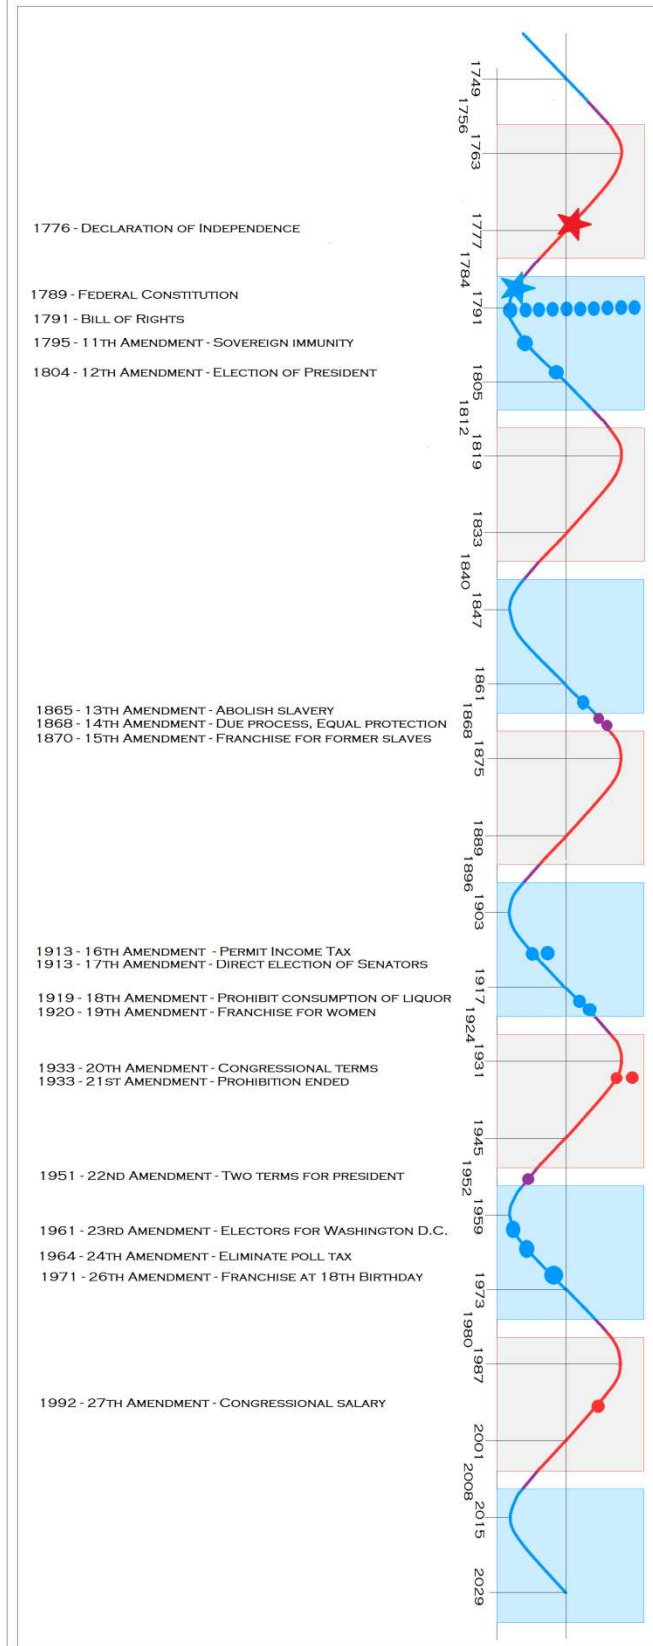 1749
1756
1763
1776 - Declaration of Independence
1777
1784
1789 - Federal Constitution
1791
1791 - Bill of Rights
1795 - 11th Amendment - Sovereign immunity
1804 - 12th Amendment - Election of President
1805
1812
1819
1833
1840
1847
1861
1865 - 13th Amendment - Abolish slavery
1868 - 14th Amendment - Due process, Equal protection
1868
1870 - 15th Amendment - Franchise for former slaves
1875
1889
1896
1903
1913 - 16th Amendment - Permit Income Tax
1913 - 17th Amendment - Direct election of Senators
1917
1919 - 18th Amendment - Prohibit consumption of liquor
1920 - 19th Amendment - Franchise for women
1924
1931
1933 - 20th Amendment - Congressional terms
1933 - 21st Amendment - Prohibition ended
1945
1951 - 22nd Amendment - Two terms for president
1952
1959
1961 - 23rd Amendment - Electors for Washington D.C.
1964 - 24th Amendment - Eliminate poll tax
1971 - 26th Amendment - Franchise at 18th Birthday
1973
1980
1987
1992 - 27th Amendment - Congressional salary
2001
2008
2015
2029